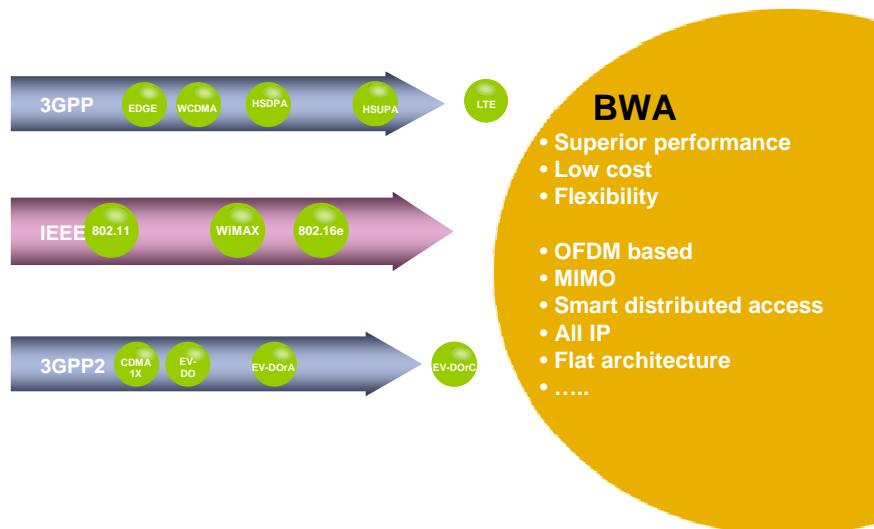 3GPP
EDGE
WCDMA
HSDPA
HSUPA
LTE
IEEE
802.11
WiMAX
802.16e
3GPP2
CDMA
1X
EV-
DO
EV-DOrA
EV-DOrC
BWA
• Superior performance
• Low cost
• Flexibility
• OFDM based
• MIMO
• Smart distributed access
• All IP
• Flat architecture
• …..